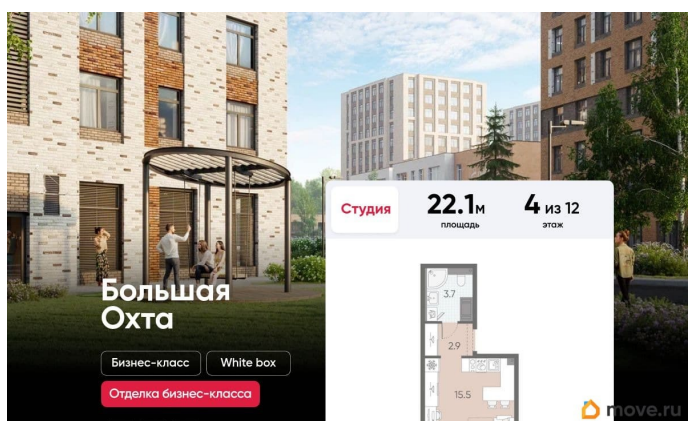 Студия
22.1м
площадь
4 из 12
этаж
3.7
2.9
15.5
Большая
Охта
Бизнес-класс
White box
Отделка бизнес-класса
move.ru